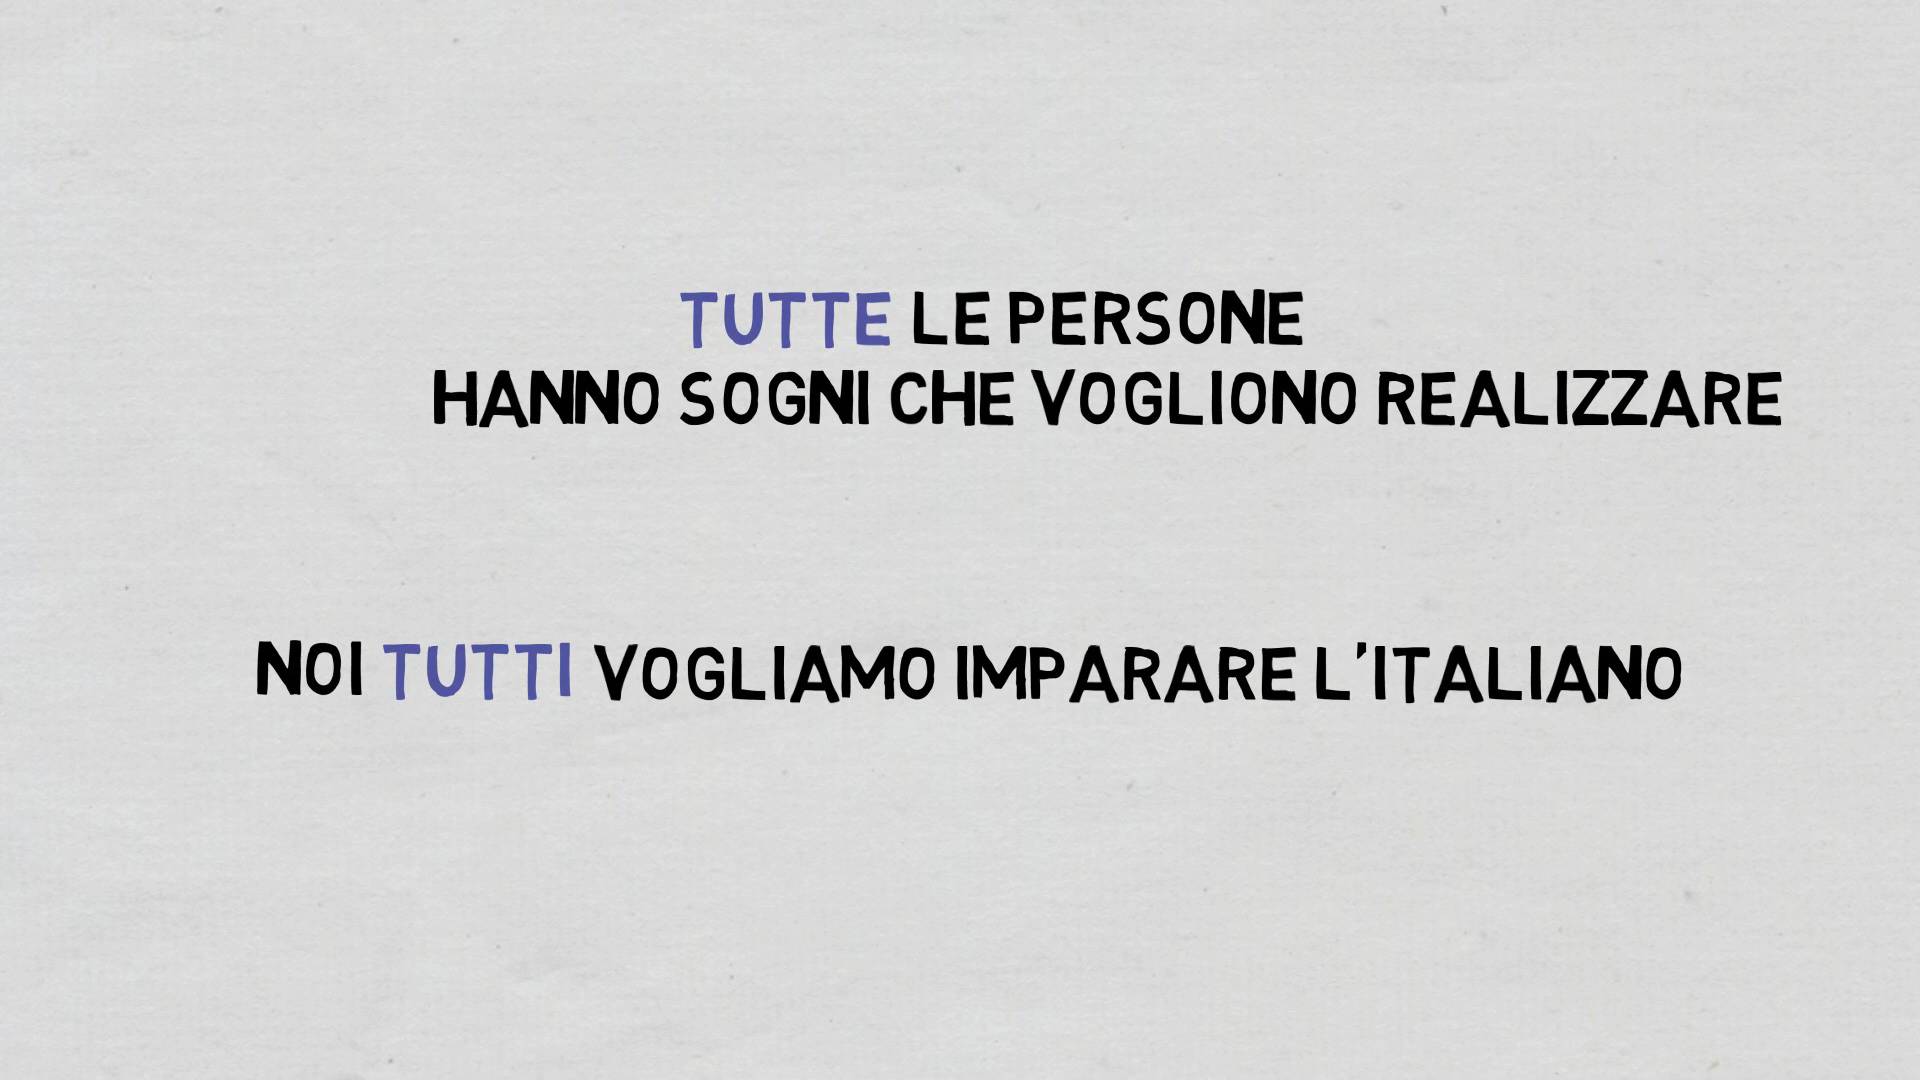 TUTTE LE PERSONE
HANNO SOGNI CHE VOGLIONO REALIZZARE
NOI TUTTI VOGLIAMO IMPARARE L'ITALIANO